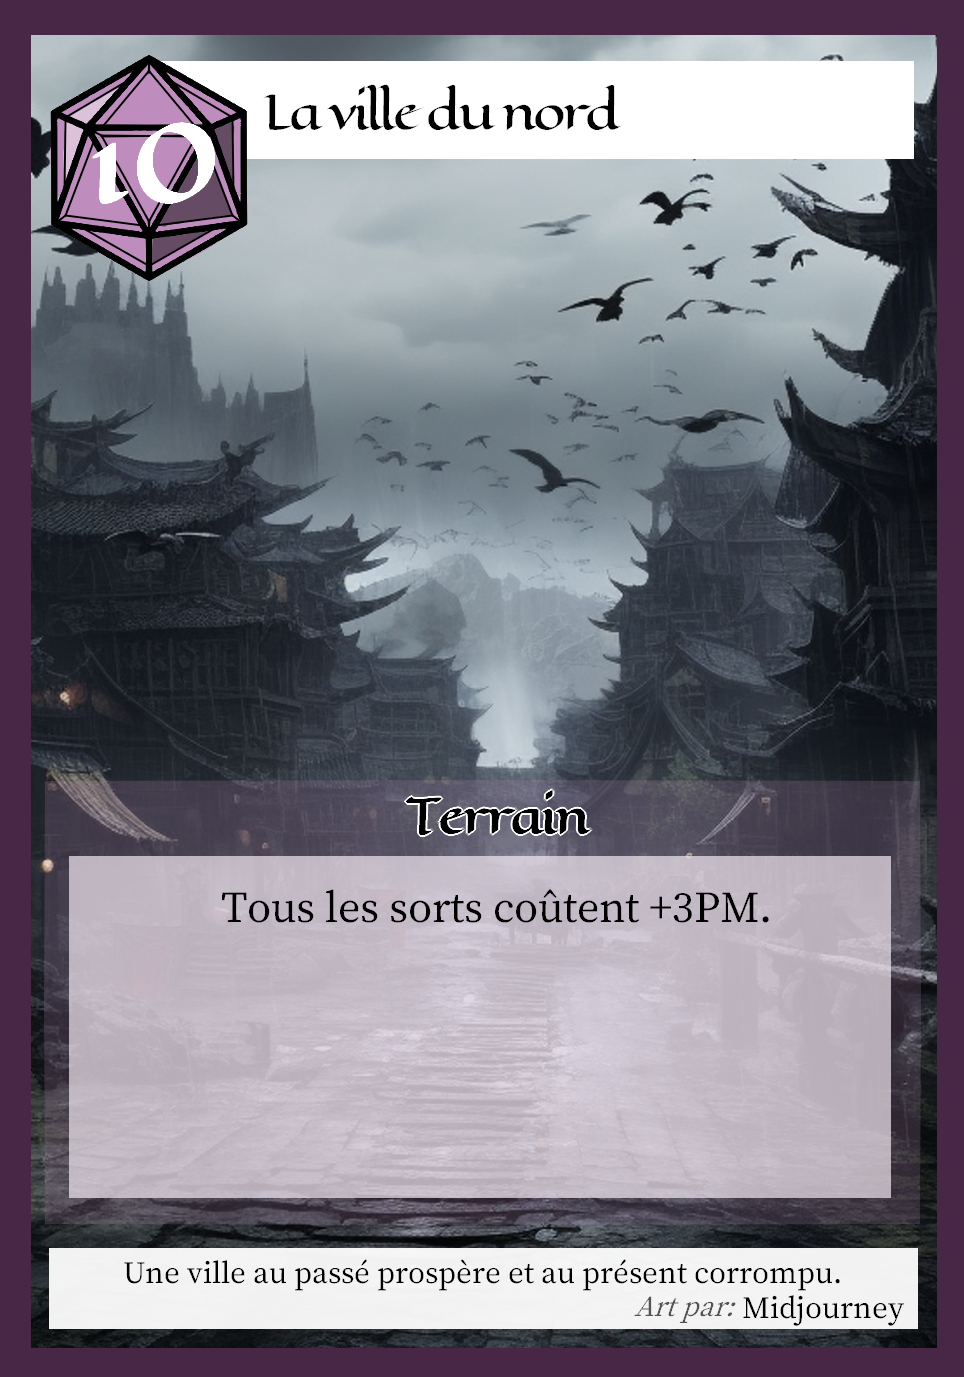 10
La ville du nord
Terrain
Tous les sorts coûtent +3PM.
Une ville au passé prospère et au présent corrompu.
Art par: Midjourney